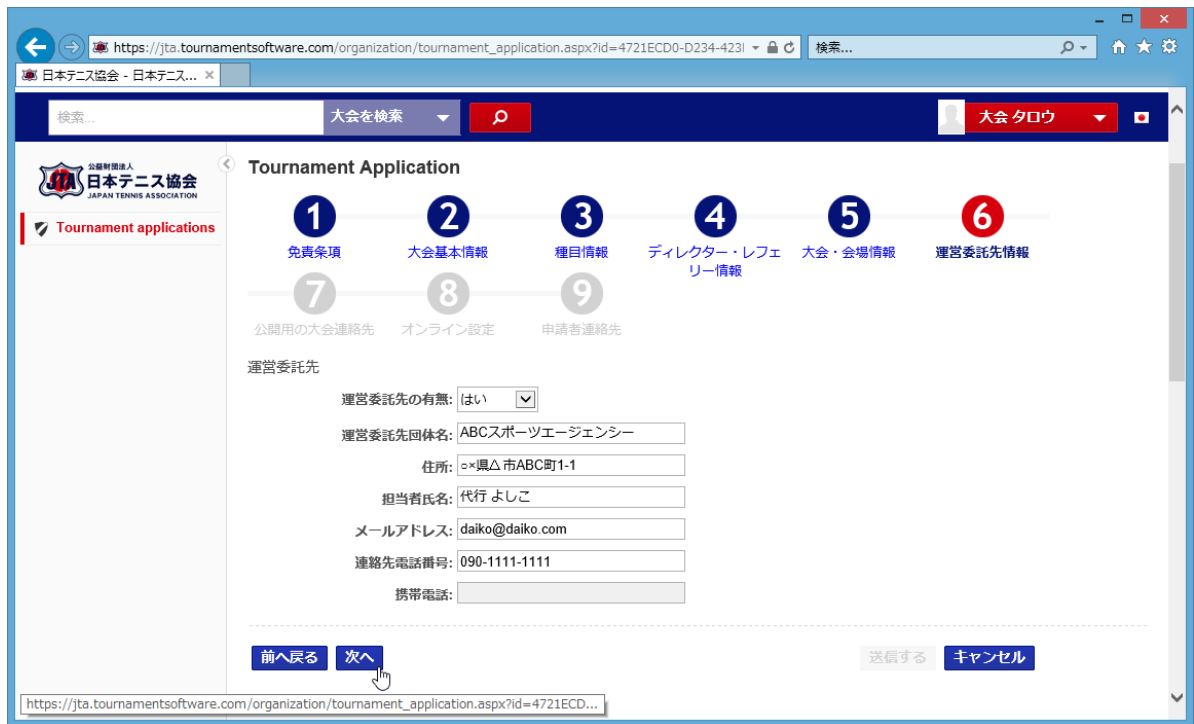 https://jta.tournamentsoftware.com/organization/tournament_application.aspx?id=4721ECD0-D234-423
検索...
日本テニス協会 - 日本テニス...
検索...
大会を検索
大会 タロウ
公益財団法人
日本テニス協会
JAPAN TENNIS ASSOCIATION
JTA
Tournament applications
Tournament Application
1 2 3 4 5 6
免責条項 大会基本情報 種目情報 ディレクター・レフェ 大会・会場情報 運営委託先情報
リー情報
7 8 9
公開用の大会連絡先 オンライン設定 申請者連絡先
運営委託先
運営委託先の有無: はい
運営委託先団体名: ABCスポーツエージェンシー
住所: ○×県△市ABC町1-1
担当者氏名: 代行 よしこ
メールアドレス: daiko@daiko.com
連絡先電話番号: 090-1111-1111
携帯電話:
前へ戻る 次へ 送信する キャンセル
https://jta.tournamentsoftware.com/organization/tournament_application.aspx?id=4721ECD...